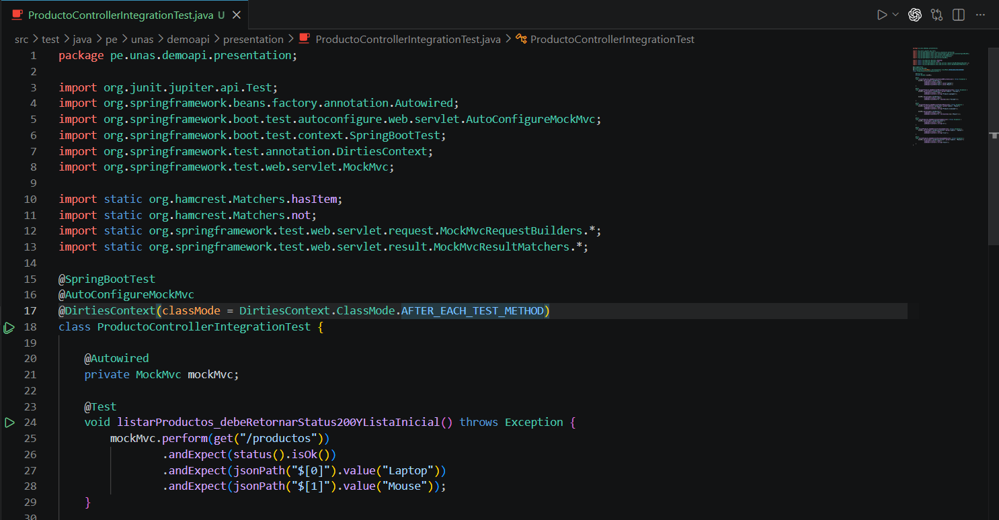 ProductoControllerIntegrationTest.java U
src > test > java > pe > unas > demoapi > presentation > ProductoControllerIntegrationTest.java > ProductoControllerIntegrationTest
1 package pe.unas.demoapi.presentation;
2
3 import org.junit.jupiter.api.Test;
4 import org.springframework.beans.factory.annotation.Autowired;
5 import org.springframework.boot.test.autoconfigure.web.servlet.AutoConfigureMockMvc;
6 import org.springframework.boot.test.context.SpringBootTest;
7 import org.springframework.test.annotation.DirtiesContext;
8 import org.springframework.test.web.servlet.MockMvc;
9
10 import static org.hamcrest.Matchers.hasItem;
11 import static org.hamcrest.Matchers.not;
12 import static org.springframework.test.web.servlet.request.MockMvcRequestBuilders.*;
13 import static org.springframework.test.web.servlet.result.MockMvcResultMatchers.*;
14
15 @SpringBootTest
16 @AutoConfigureMockMvc
17 @DirtiesContext(classMode = DirtiesContext.ClassMode.AFTER_EACH_TEST_METHOD)
18 class ProductoControllerIntegrationTest {
19
20     @Autowired
21     private MockMvc mockMvc;
22
23     @Test
24     void listarProductos_debeRetornarStatus200YListaInicial() throws Exception {
25         mockMvc.perform(get("/productos"))
26                 .andExpect(status().isOk())
27                 .andExpect(jsonPath("$[0]").value("Laptop"))
28                 .andExpect(jsonPath("$[1]").value("Mouse"));
29     }
30